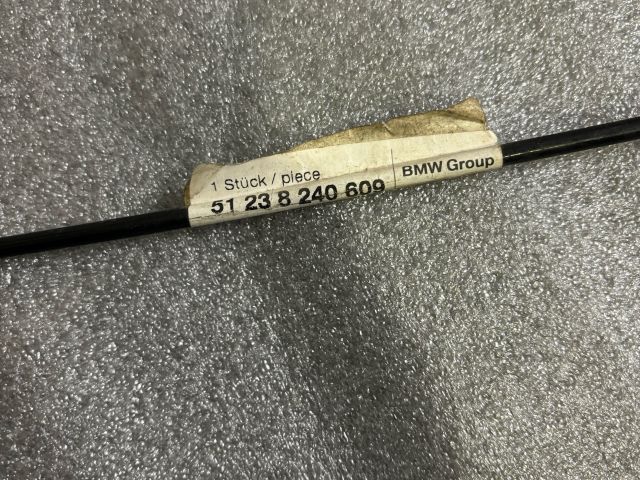 1 Stück / piece
51 23 8 240 609
BMW Group